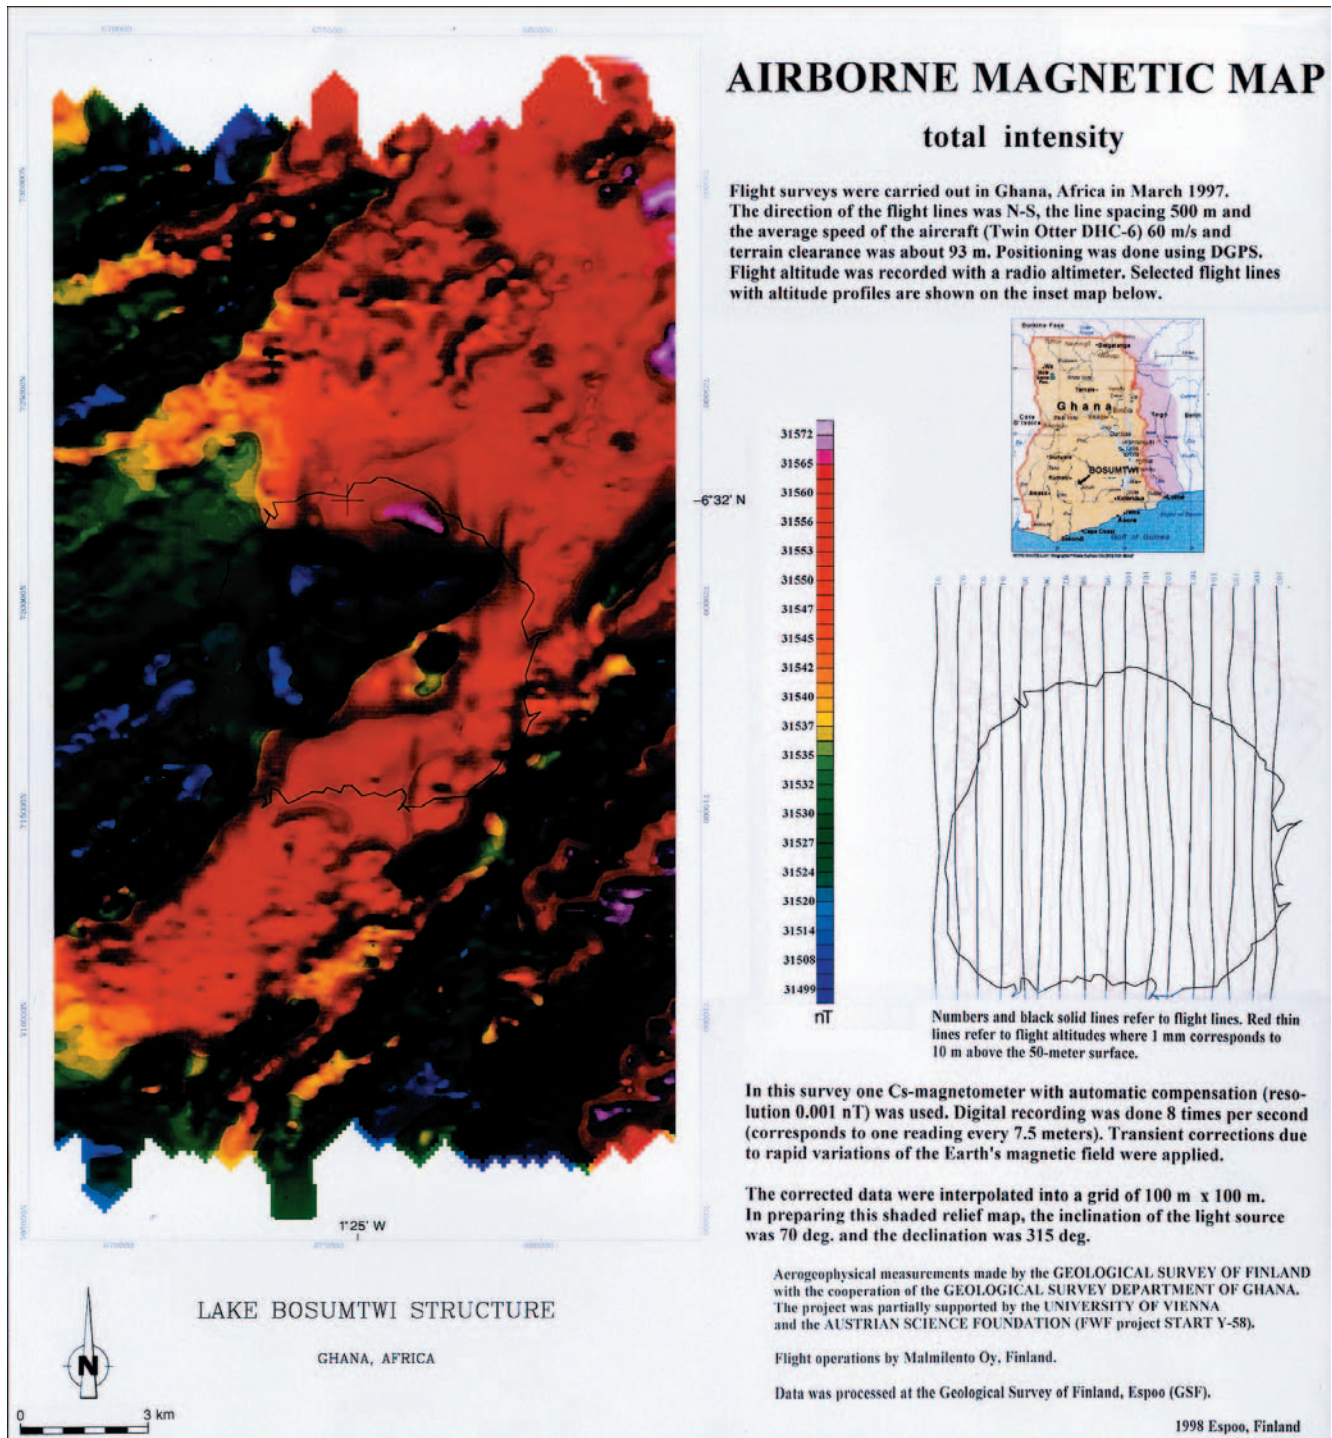 AIRBORNE MAGNETIC MAP
total intensity
Flight surveys were carried out in Ghana, Africa in March 1997.
The direction of the flight lines was N-S, the line spacing 500 m and
the average speed of the aircraft (Twin Otter DHC-6) 60 m/s and
terrain clearance was about 93 m. Positioning was done using DGPS.
Flight altitude was recorded with a radio altimeter. Selected flight lines
with altitude profiles are shown on the inset map below.
Burkina Faso
Ghana
Togo
Benin
BOSUMTWI
Gulf of Guinea
6°32' N
31572
31565
31560
31556
31553
31550
31547
31545
31542
31540
31537
31535
31532
31530
31527
31524
31520
31514
31508
31499
nT
Numbers and black solid lines refer to flight lines. Red thin
lines refer to flight altitudes where 1 mm corresponds to
10 m above the 50-meter surface.
In this survey one Cs-magnetometer with automatic compensation (reso-
lution 0.001 nT) was used. Digital recording was done 8 times per second
(corresponds to one reading every 7.5 meters). Transient corrections due
to rapid variations of the Earth's magnetic field were applied.
The corrected data were interpolated into a grid of 100 m x 100 m.
In preparing this shaded relief map, the inclination of the light source
was 70 deg. and the declination was 315 deg.
Aerogeophysical measurements made by the GEOLOGICAL SURVEY OF FINLAND
with the cooperation of the GEOLOGICAL SURVEY DEPARTMENT OF GHANA.
The project was partially supported by the UNIVERSITY OF VIENNA
and the AUSTRIAN SCIENCE FOUNDATION (FWF project START Y-58).
Flight operations by Malmilento Oy, Finland.
Data was processed at the Geological Survey of Finland, Espoo (GSF).
1998 Espoo, Finland
1°25' W
LAKE BOSUMTWI STRUCTURE
GHANA, AFRICA
N
0 3 km